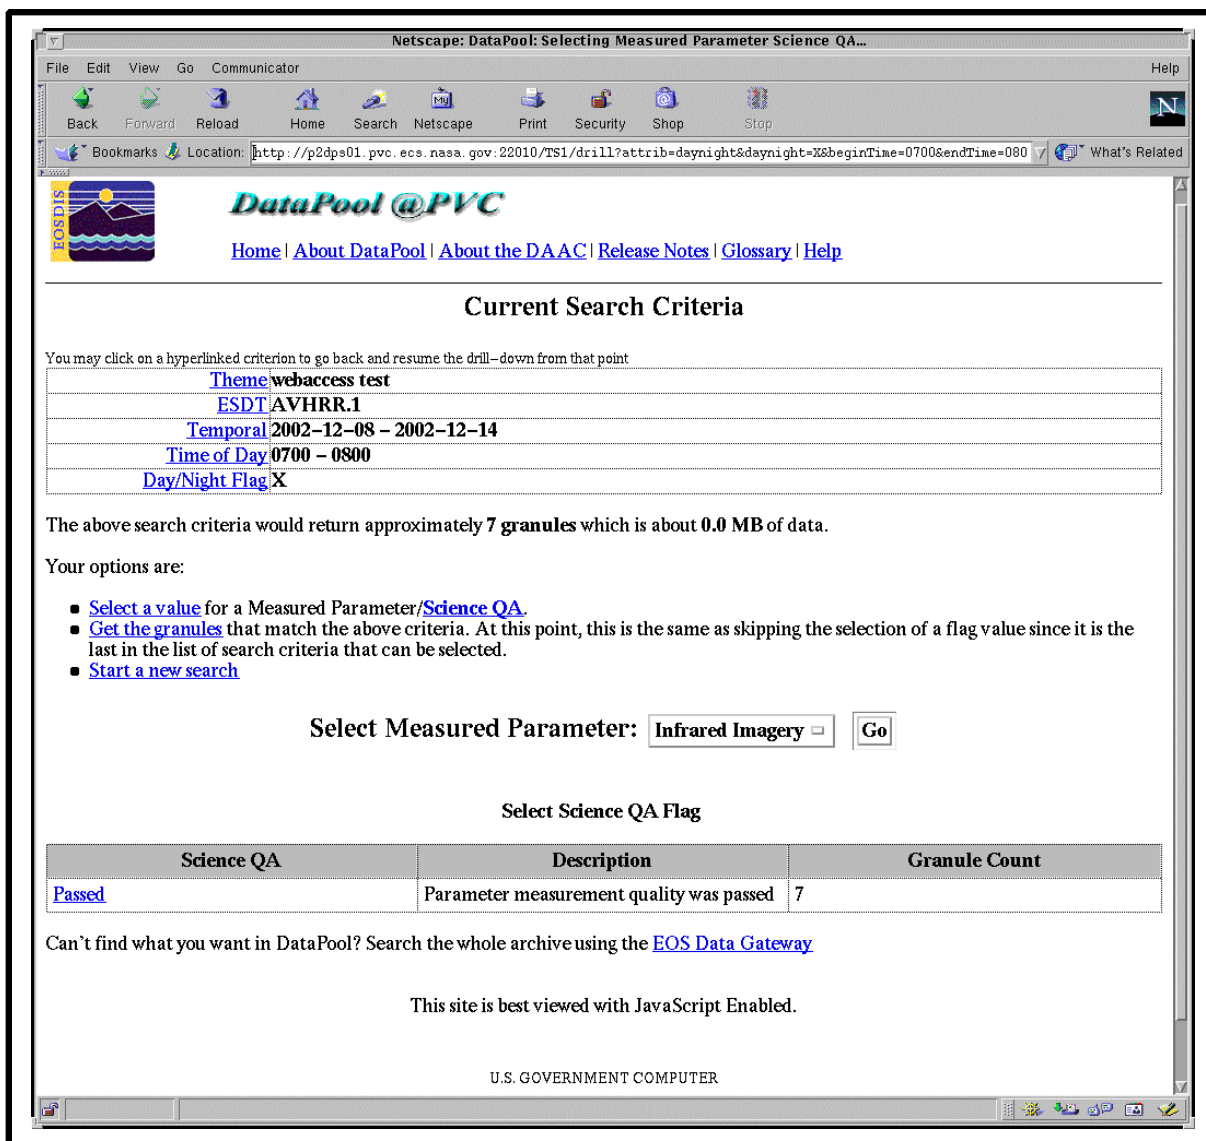 Netscape: DataPool: Selecting Measured Parameter Science QA...
File Edit View Go Communicator Help
Back Forward Reload Home Search Netscape Print Security Shop Stop
My
N
Bookmarks Location: http://p2dps01.pvc.ecs.nasa.gov:22010/TS1/drill?attrib=daynight&daynight=X&beginTime=0700&endTime=080 What's Related
EOSDIS
DataPool @PVC
Home | About DataPool | About the DAAC | Release Notes | Glossary | Help
Current Search Criteria
You may click on a hyperlinked criterion to go back and resume the drill–down from that point
Theme webaccess test
ESDT AVHRR.1
Temporal 2002–12–08 – 2002–12–14
Time of Day 0700 – 0800
Day/Night Flag X
The above search criteria would return approximately 7 granules which is about 0.0 MB of data.
Your options are:
Select a value for a Measured Parameter/Science QA.
Get the granules that match the above criteria. At this point, this is the same as skipping the selection of a flag value since it is the
last in the list of search criteria that can be selected.
Start a new search
Select Measured Parameter: Infrared Imagery Go
Select Science QA Flag
Science QA Description Granule Count
Passed Parameter measurement quality was passed 7
Can't find what you want in DataPool? Search the whole archive using the EOS Data Gateway
This site is best viewed with JavaScript Enabled.
U.S. GOVERNMENT COMPUTER